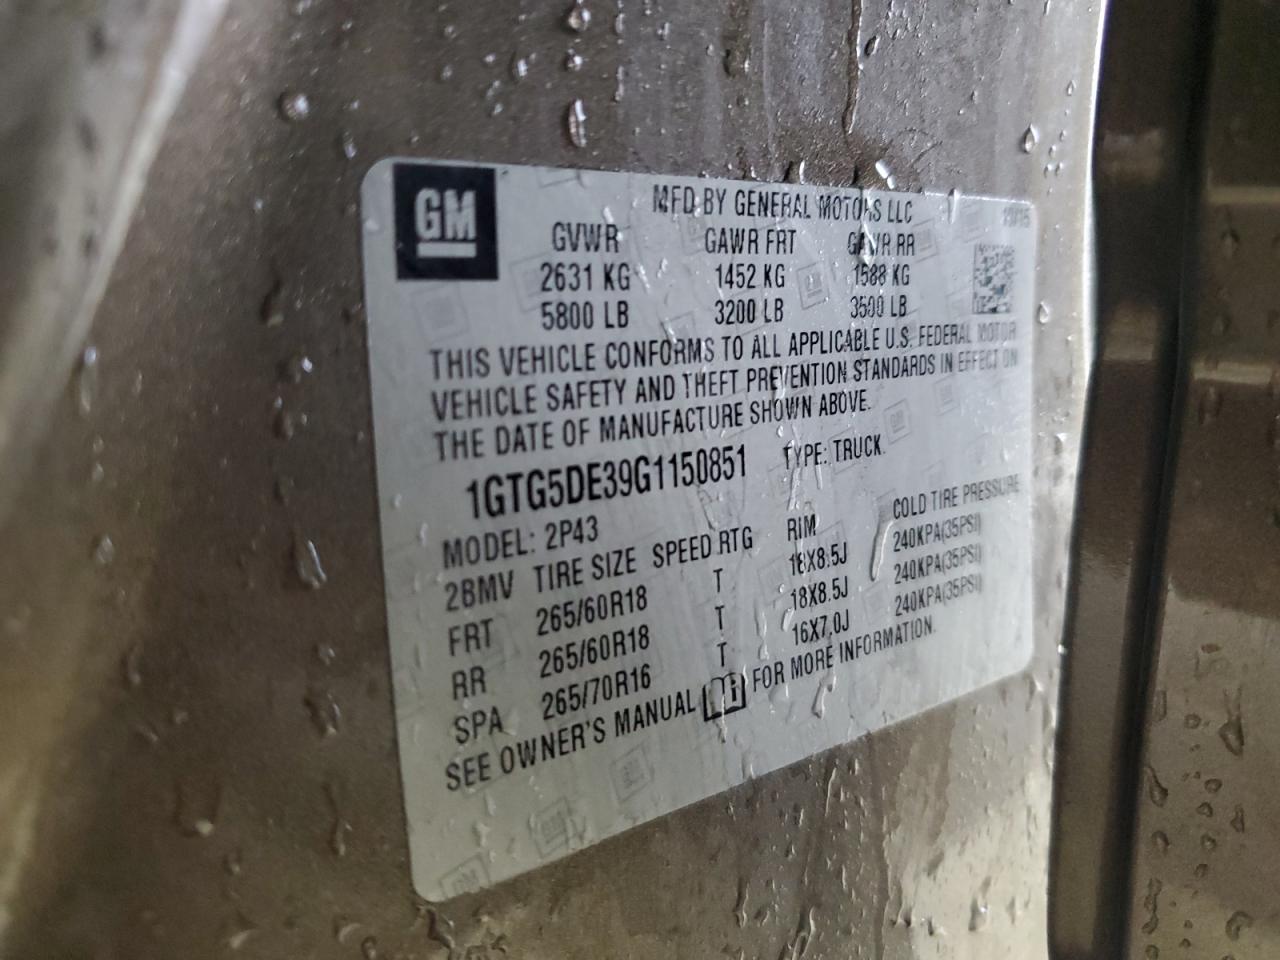 GM
MFD BY GENERAL MOTORS LLC
GVWR GAWR FRT GAWR RR
2631 KG 1452 KG 1588 KG
5800 LB 3200 LB 3500 LB
THIS VEHICLE CONFORMS TO ALL APPLICABLE U.S. FEDERAL MOTOR
VEHICLE SAFETY AND THEFT PREVENTION STANDARDS IN EFFECT ON
THE DATE OF MANUFACTURE SHOWN ABOVE.
1GTG5DE39G1150851 TYPE: TRUCK
MODEL: 2P43
2BMV TIRE SIZE SPEED RTG RIM COLD TIRE PRESSURE
FRT 265/60R18 T 18X8.5J 240KPA(35PSI)
RR 265/60R18 T 18X8.5J 240KPA(35PSI)
SPA 265/70R16 T 16X7.0J 240KPA(35PSI)
SEE OWNER'S MANUAL FOR MORE INFORMATION.